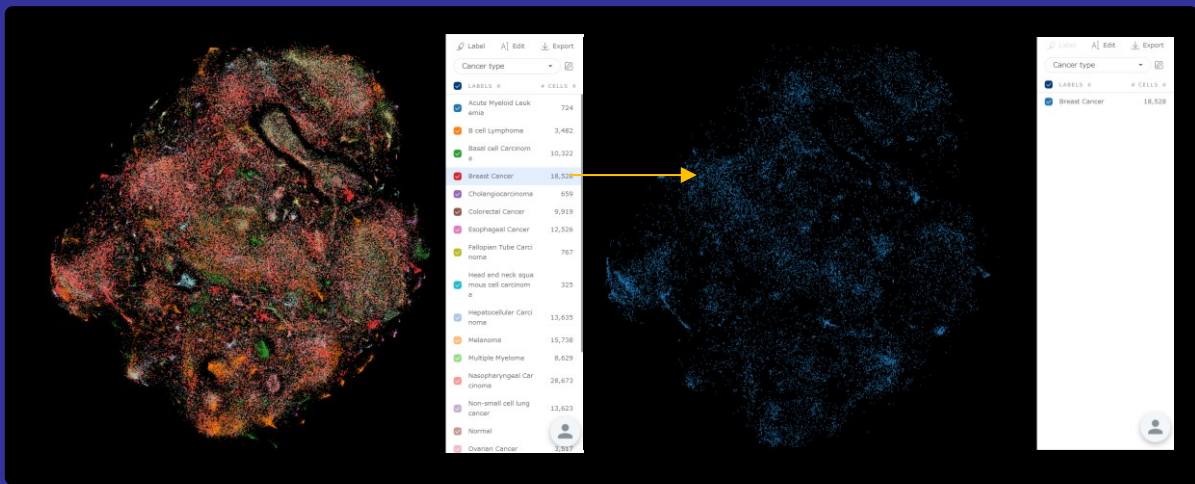 Label A Edit Export
Cancer type
LABELS # CELLS
Acute Myeloid Leuk
emia 724
B cell Lymphoma 3,482
Basal cell Carcinom
a 10,322
Breast Cancer 18,528
Cholangiocarcinoma 659
Colorectal Cancer 9,919
Esophageal Cancer 12,526
Fallopian Tube Carci
noma 767
Head and neck squa
mous cell carcinom
a 325
Hepatocellular Carci
noma 13,635
Melanoma 15,738
Multiple Myeloma 8,629
Nasopharyngeal Car
cinoma 28,673
Non-small cell lung
cancer 13,623
Normal
Ovarian Cancer 3,517
Label A Edit Export
Cancer type
LABELS # CELLS
Breast Cancer 18,528